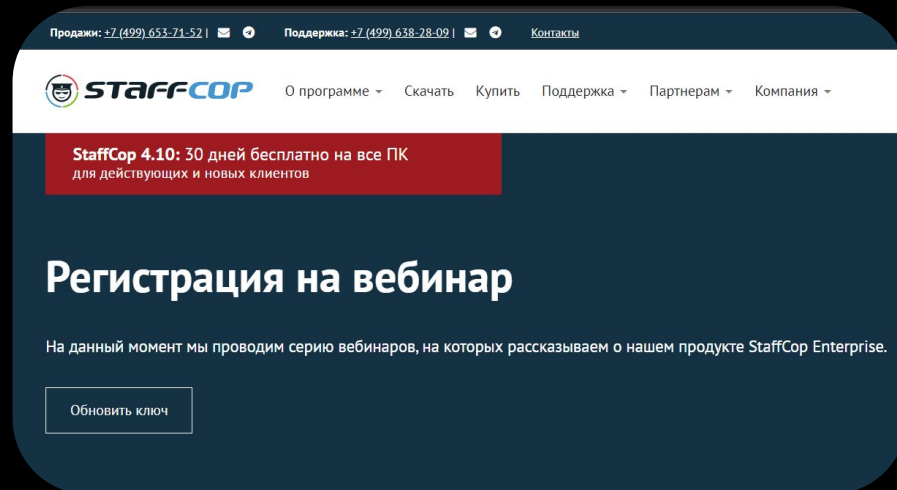 Продажи: +7 (499) 653-71-52 | Поддержка: +7 (499) 638-28-09 | Контакты
STAFFCOP О программе Скачать Купить Поддержка Партнерам Компания
StaffCop 4.10: 30 дней бесплатно на все ПК
для действующих и новых клиентов
Регистрация на вебинар
На данный момент мы проводим серию вебинаров, на которых рассказываем о нашем продукте StaffCop Enterprise.
Обновить ключ